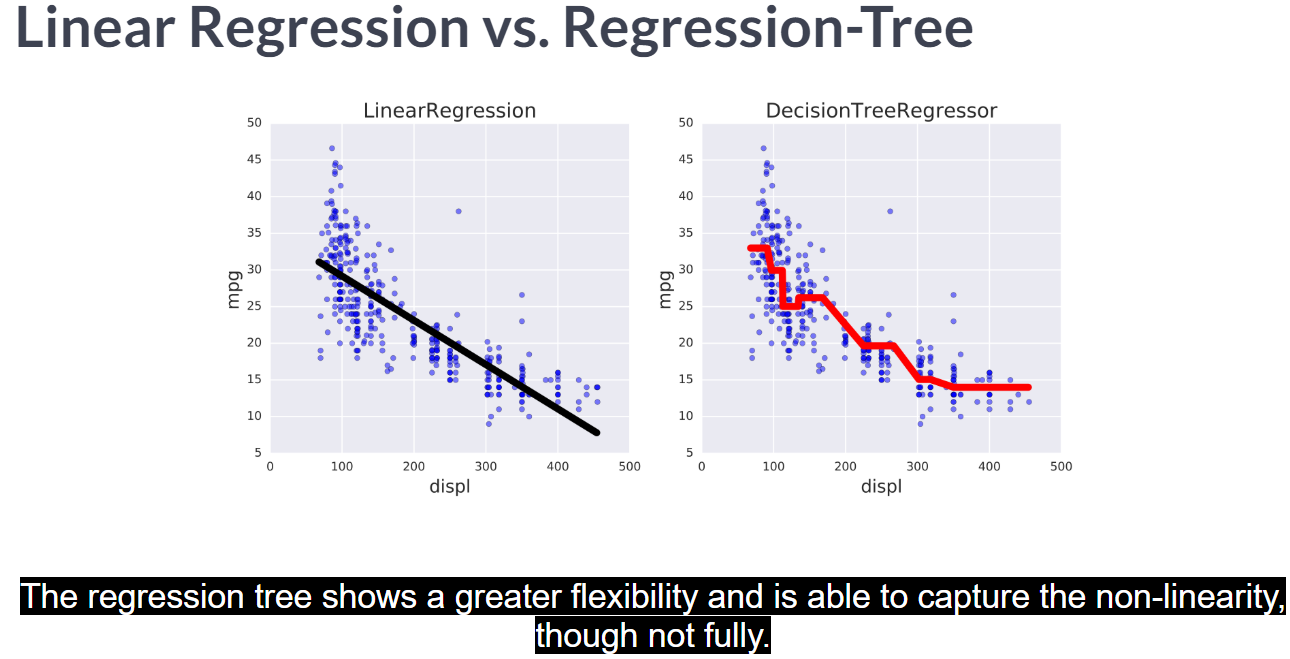 Linear Regression vs. Regression-Tree
LinearRegression
50
45
40
35
30
25
20
15
10
5
mpg
0 100 200 300 400 500
displ
DecisionTreeRegressor
50
45
40
35
30
25
20
15
10
5
mpg
0 100 200 300 400 500
displ
The regression tree shows a greater flexibility and is able to capture the non-linearity,
though not fully.